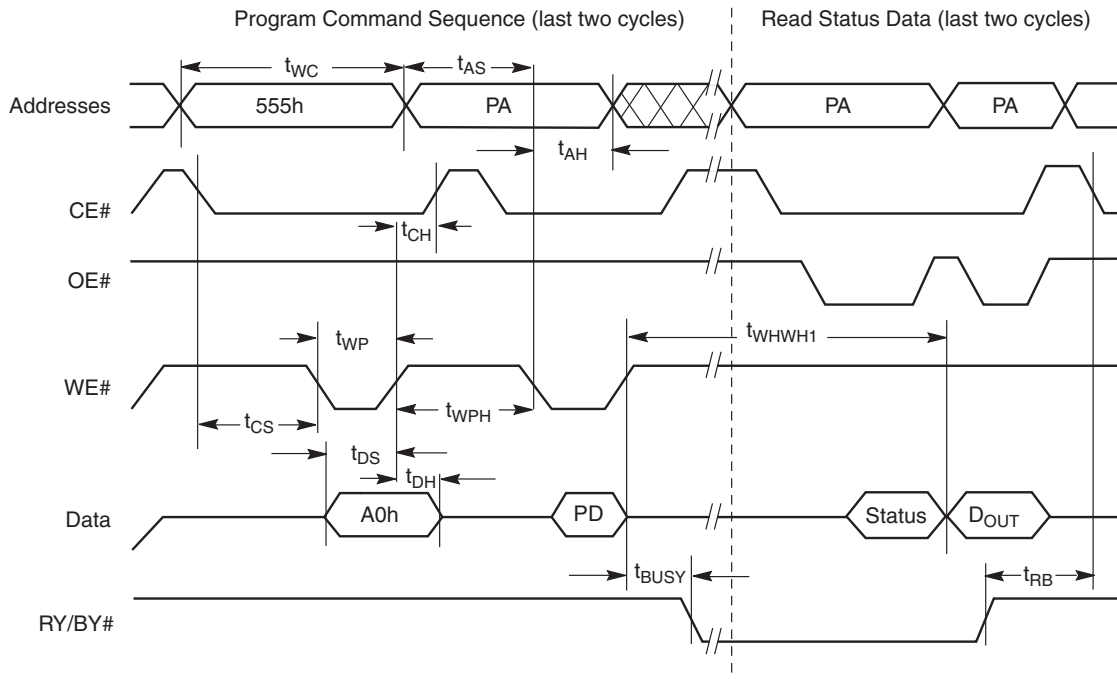 Program Command Sequence (last two cycles) Read Status Data (last two cycles)
tWC tAS
Addresses 555h PA PA PA
tAH
CE#
tCH
OE#
tWP tWHWH1
WE#
tCS tWPH
tDS
tDH
Data A0h PD Status DOUT
tBUSY tRB
RY/BY#